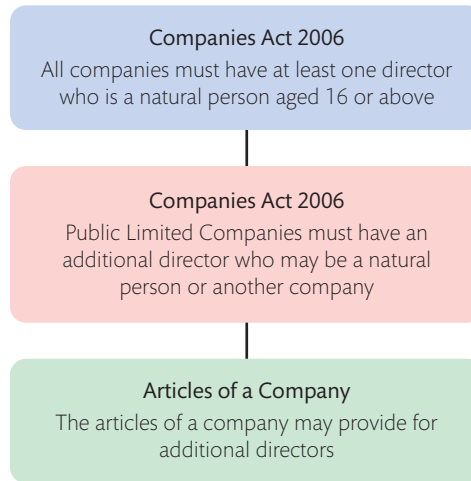 Companies Act 2006
All companies must have at least one director
who is a natural person aged 16 or above
Companies Act 2006
Public Limited Companies must have an
additional director who may be a natural
person or another company
Articles of a Company
The articles of a company may provide for
additional directors